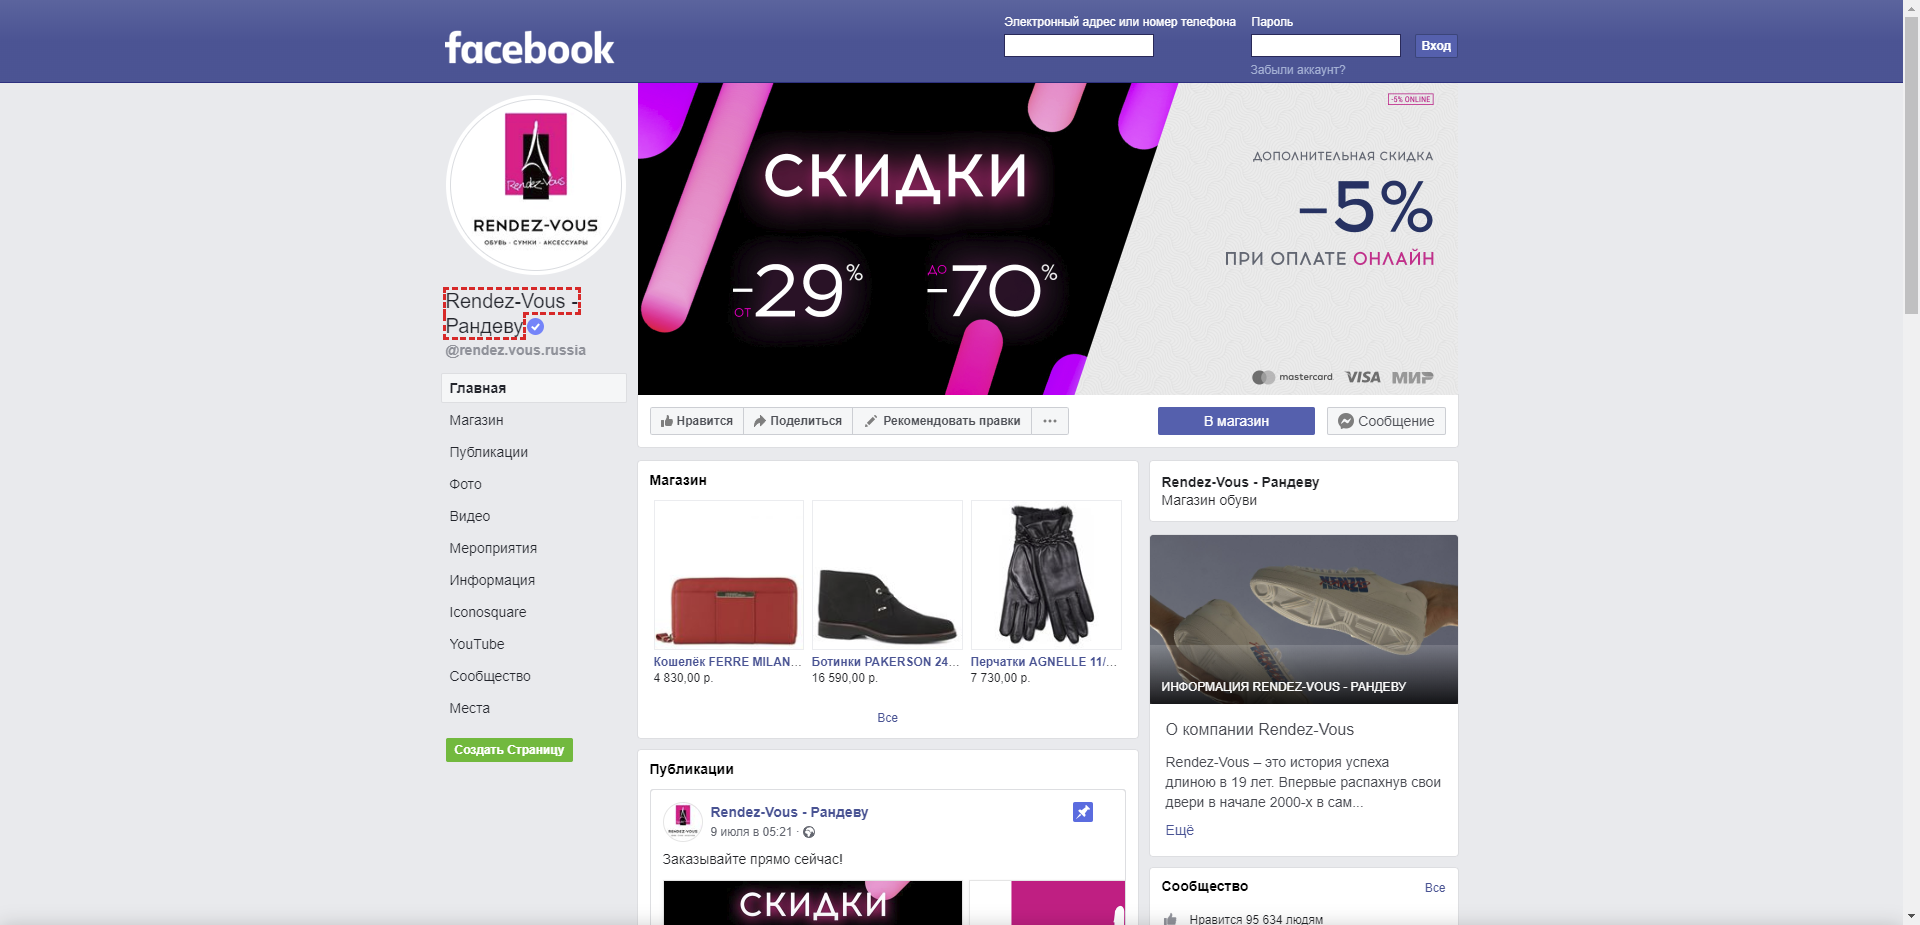 facebook
Электронный адрес или номер телефона
Пароль
Вход
Забыли аккаунт?
Rendez-Vous
RENDEZ-VOUS
ОБУВЬ · СУМКИ · АКСЕССУАРЫ
Rendez-Vous -
Рандеву
@rendez.vous.russia
Главная
Магазин
Публикации
Фото
Видео
Мероприятия
Информация
Iconosquare
YouTube
Сообщество
Места
Создать Страницу
СКИДКИ
ОТ -29%
ДО -70%
-5% ONLINE
ДОПОЛНИТЕЛЬНАЯ СКИДКА
-5%
ПРИ ОПЛАТЕ ОНЛАЙН
mastercard VISA МИР
Нравится
Поделиться
Рекомендовать правки
...
В магазин
Сообщение
Магазин
Кошелёк FERRE MILAN...
4 830,00 р.
Ботинки PAKERSON 24...
16 590,00 р.
Перчатки AGNELLE 11/...
7 730,00 р.
Все
Публикации
Rendez-Vous - Рандеву
9 июля в 05:21 ·
Заказывайте прямо сейчас!
СКИДКИ
Rendez-Vous - Рандеву
Магазин обуви
KENZO
ИНФОРМАЦИЯ RENDEZ-VOUS - РАНДЕВУ
О компании Rendez-Vous
Rendez-Vous – это история успеха
длиною в 19 лет. Впервые распахнув свои
двери в начале 2000-х в сам...
Ещё
Сообщество
Все
Нравится 95 634 людям